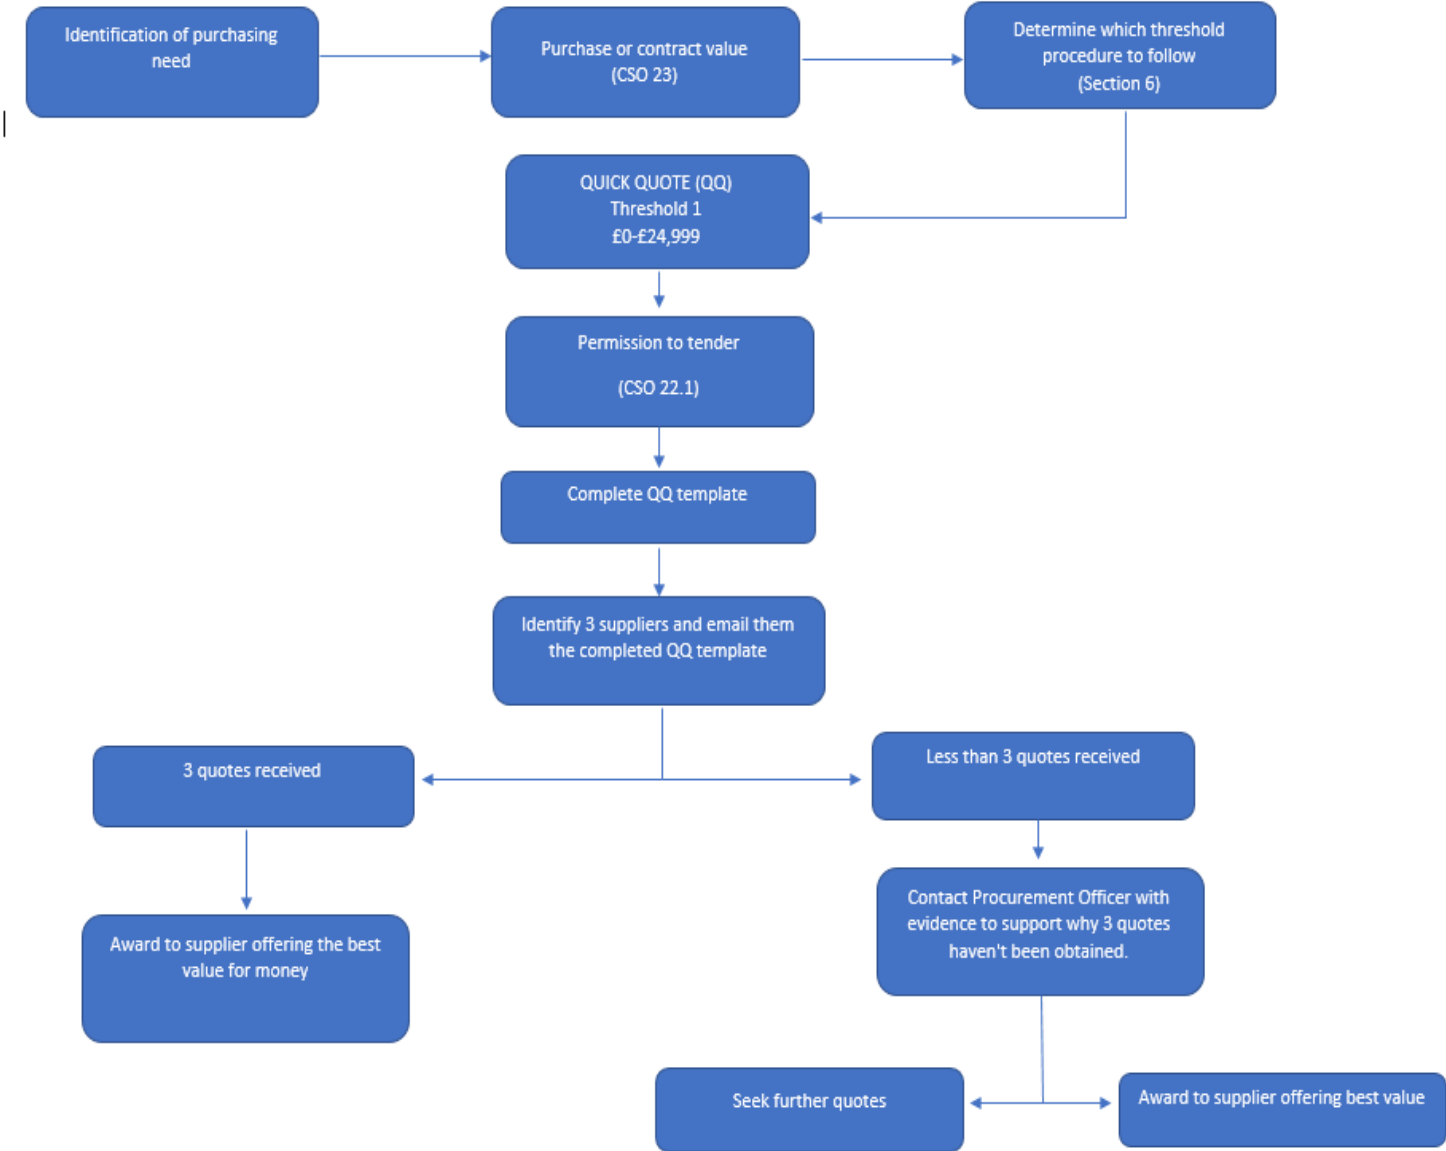 Identification of purchasing
need
Purchase or contract value
(CSO 23)
Determine which threshold
procedure to follow
(Section 6)
QUICK QUOTE (QQ)
Threshold 1
£0-£24,999
Permission to tender
(CSO 22.1)
Complete QQ template
Identify 3 suppliers and email them
the completed QQ template
3 quotes received
Less than 3 quotes received
Award to supplier offering the best
value for money
Contact Procurement Officer with
evidence to support why 3 quotes
haven't been obtained.
Seek further quotes
Award to supplier offering best value